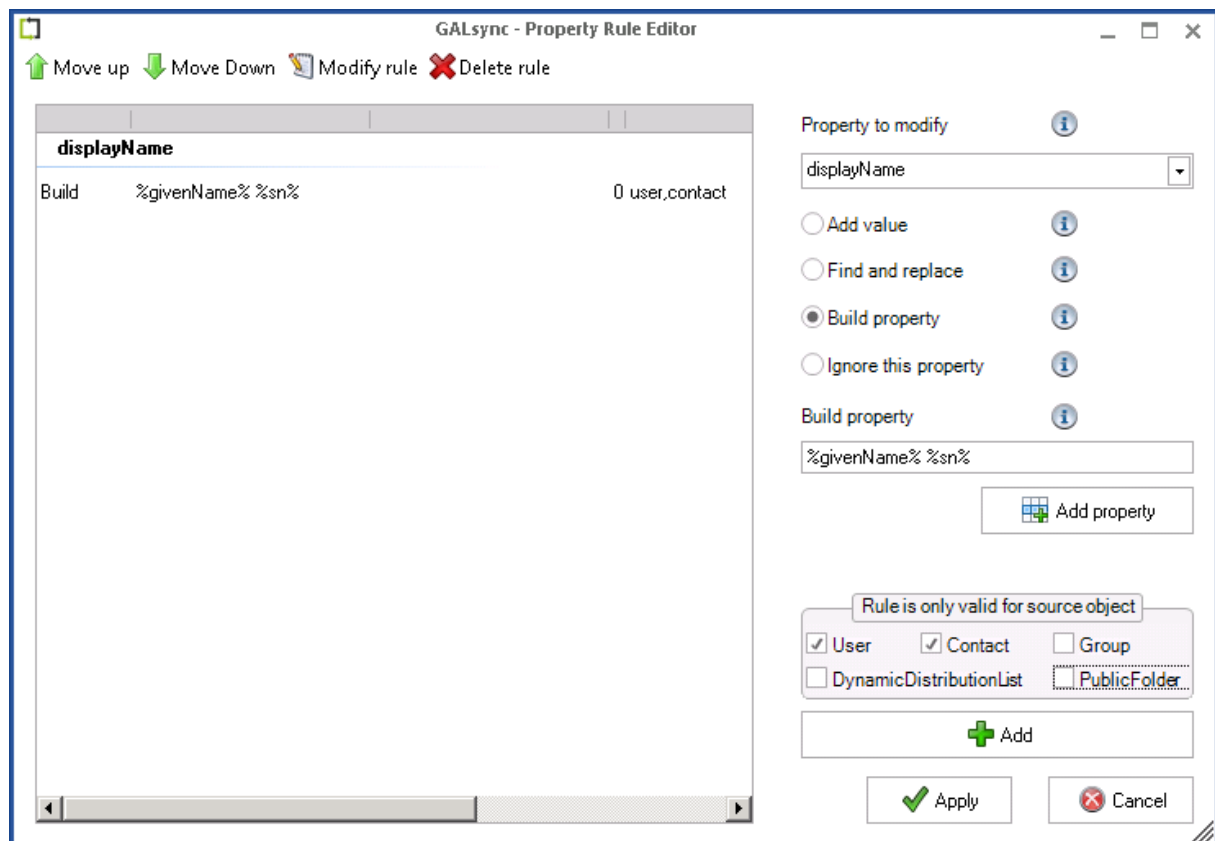 GALsync - Property Rule Editor
Move up Move Down Modify rule Delete rule
displayName
Build %givenName% %sn% 0 user,contact
Property to modify
displayName
Add value
Find and replace
Build property
Ignore this property
Build property
%givenName% %sn%
Add property
Rule is only valid for source object
User Contact Group
DynamicDistributionList PublicFolder
Add
Apply Cancel